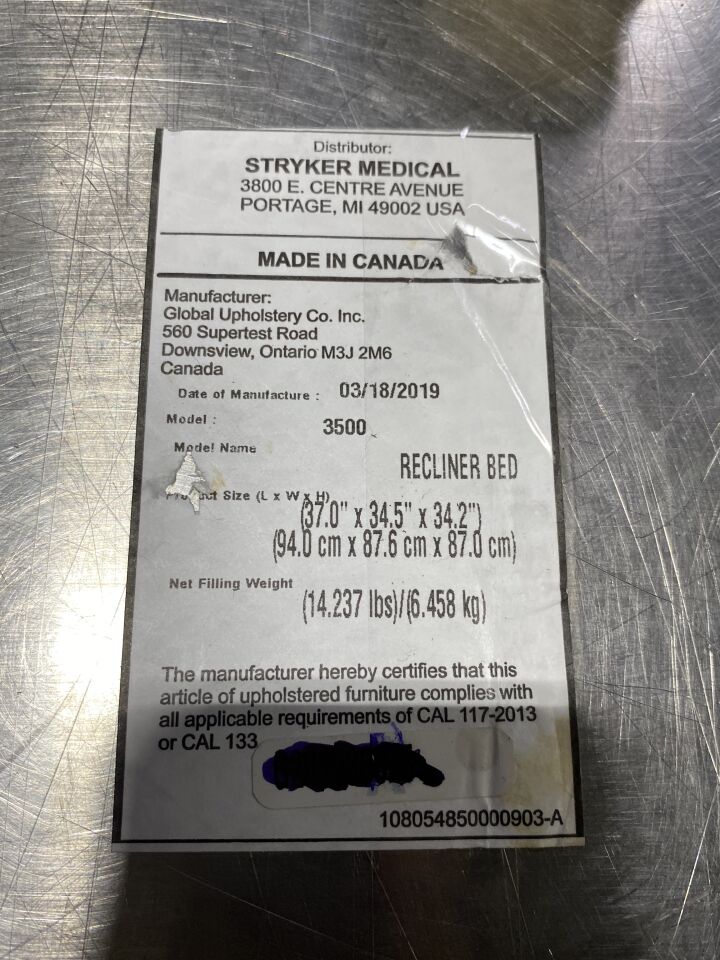 Distributor:
STRYKER MEDICAL
3800 E. CENTRE AVENUE
PORTAGE, MI 49002 USA
MADE IN CANADA
Manufacturer:
Global Upholstery Co. Inc.
560 Supertest Road
Downsview, Ontario M3J 2M6
Canada
Date of Manufacture : 03/18/2019
Model : 3500
Model Name
RECLINER BED
Product Size (L x W x H)
(37.0" x 34.5" x 34.2")
(94.0 cm x 87.6 cm x 87.0 cm)
Net Filling Weight
(14.237 lbs)/(6.458 kg)
The manufacturer hereby certifies that this
article of upholstered furniture complies with
all applicable requirements of CAL 117-2013
or CAL 133
108054850000903-A